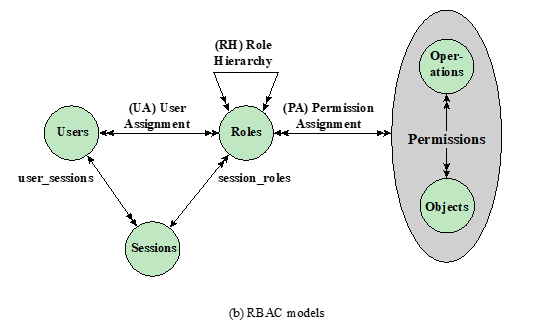 (RH) Role
Hierarchy
Oper-
ations
(UA) User
Assignment
(PA) Permission
Assignment
Users
Roles
Permissions
user_sessions
session_roles
Objects
Sessions
(b) RBAC models